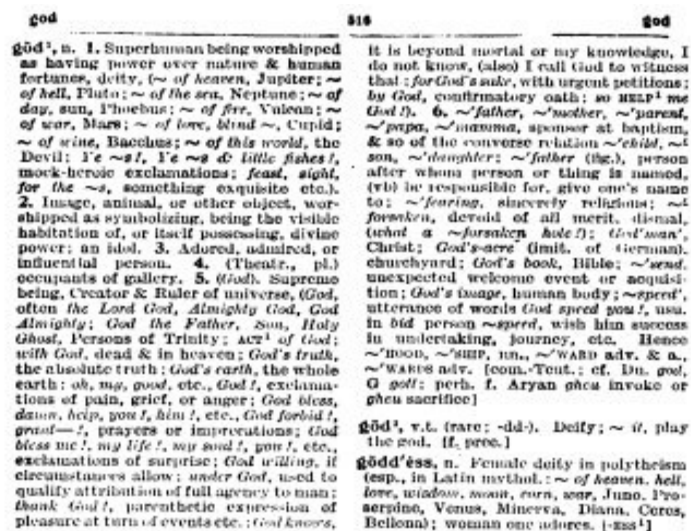 god
516
god
gŏd¹, n. 1. Superhuman being worshipped
as having power over nature & human
fortunes, deity, (~ of heaven, Jupiter; ~
of hell, Pluto; ~ of the sea, Neptune; ~ of
day, sun, Phoebus; ~ of fire, Vulcan; ~
of war, Mars; ~ of love, blind ~, Cupid;
~ of wine, Bacchus; ~ of this world, the
Devil; Ye ~s!, Ye ~s & little fishes!,
mock-heroic exclamations; feast, sight,
for the ~s, something exquisite etc.).
2. Image, animal, or other object, wor-
shipped as symbolizing, being the visible
habitation of, or itself possessing, divine
power; an idol. 3. Adored, admired, or
influential person. 4. (Theatr., pl.)
occupants of gallery. 5. (God). Supreme
being, Creator & Ruler of universe, (God,
often the Lord God, Almighty God, God
Almighty; God the Father, Son, Holy
Ghost, Persons of Trinity; ACT¹ of God;
with God, dead & in heaven; God's truth,
the absolute truth; God's earth, the whole
earth; oh, my, good, etc., God!, exclama-
tions of pain, grief, or anger; God bless,
damn, help, you!, him!, etc., God forbid!,
grant—!, prayers or imprecations; God
bless me!, my life!, my soul!, you!, etc.,
exclamations of surprise; God willing, if
circumstances allow; under God, used to
qualify attribution of full agency to man;
thank God!, parenthetic expression of
pleasure at turn of events etc.; God knows,
it is beyond mortal or my knowledge, I
do not know, (also) I call God to witness
that; for God's sake, with urgent petitions;
by God, confirmatory oath; so HELP¹ me
God!). 6. ~'father, ~'mother, ~'parent,
~'papa, ~'mamma, sponsor at baptism,
& so of the converse relation ~'child, ~'
son, ~'daughter; ~'father (fig.), person
after whom person or thing is named,
(vb) be responsible for, give one's name
to; ~'fearing, sincerely religious; ~'
forsaken, devoid of all merit, dismal,
(what a ~forsaken hole!); God'man',
Christ; God's-acre (imit. of German),
churchyard; God's book, Bible; ~'send,
unexpected welcome event or acquisi-
tion; God's image, human body; ~speed',
utterance of words God speed you!, usu.
in bid person ~speed, wish him success
in undertaking, journey, etc. Hence
~'HOOD, ~'SHIP, nn., ~'WARD adv. & a.,
~'WARDS adv. [com.-Teut.; cf. Du. god,
G gott; perh. f. Aryan gheu invoke or
gheu sacrifice]
gŏd², v.t. (rare; -dd-). Deify; ~ it, play
the god. [f. prec.]
gŏdd'èss, n. Female deity in polytheism
(esp., in Latin mythol.: ~ of heaven, hell,
love, wisdom, moon, corn, war, Juno, Pro-
serpine, Venus, Minerva, Diana, Ceres,
Bellona); woman one adores. [-ESS¹]